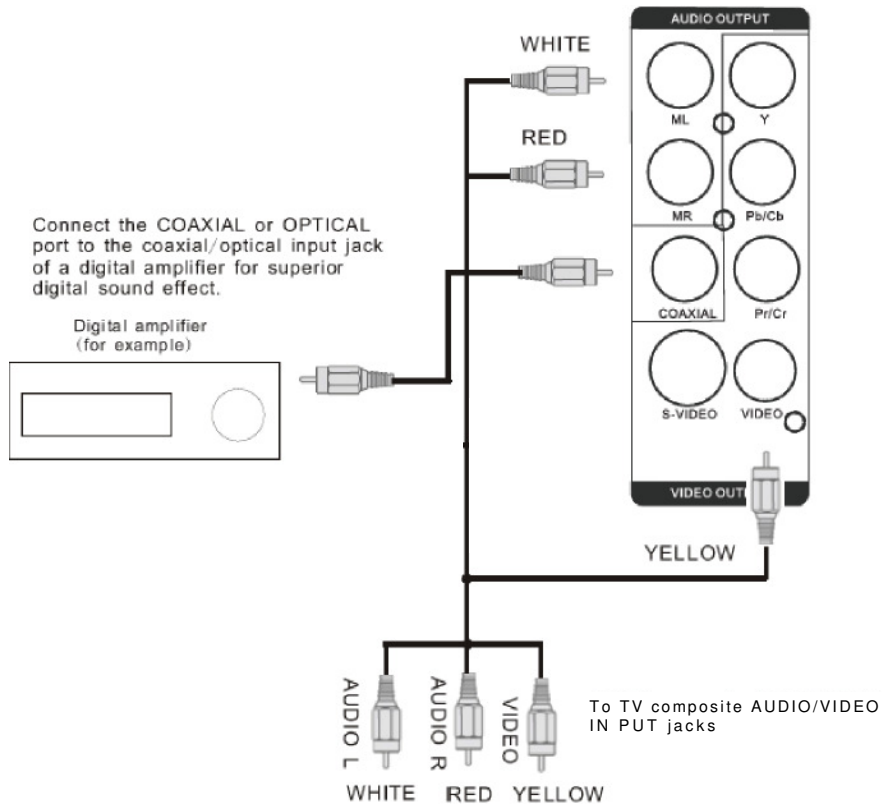 AUDIO OUTPUT
WHITE
ML
Y
RED
MR
Pb/Cb
Connect the COAXIAL or OPTICAL
port to the coaxial/optical input jack
of a digital amplifier for superior
digital sound effect.
COAXIAL
Pr/Cr
Digital amplifier
(for example)
S-VIDEO
VIDEO
VIDEO OUT
YELLOW
AUDIO L
AUDIO R
VIDEO
To TV composite AUDIO/VIDEO
IN PUT jacks
WHITE
RED
YELLOW